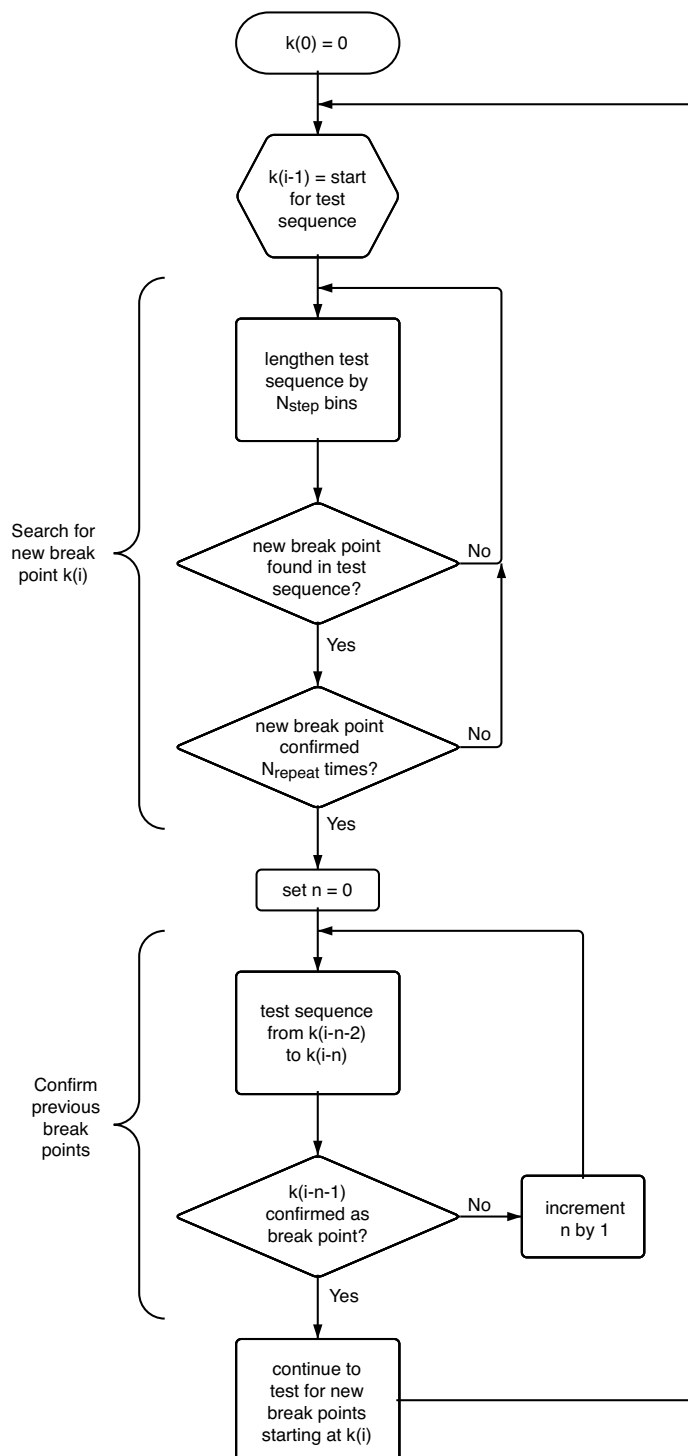 k(0) = 0
k(i-1) = start
for test
sequence
lengthen test
sequence by
Nstep bins
Search for
new break
point k(i)
new break point
found in test
sequence?
No
Yes
new break point
confirmed
Nrepeat times?
No
Yes
set n = 0
test sequence
from k(i-n-2)
to k(i-n)
Confirm
previous
break
points
k(i-n-1)
confirmed as
break point?
No
increment
n by 1
Yes
continue to
test for new
break points
starting at k(i)